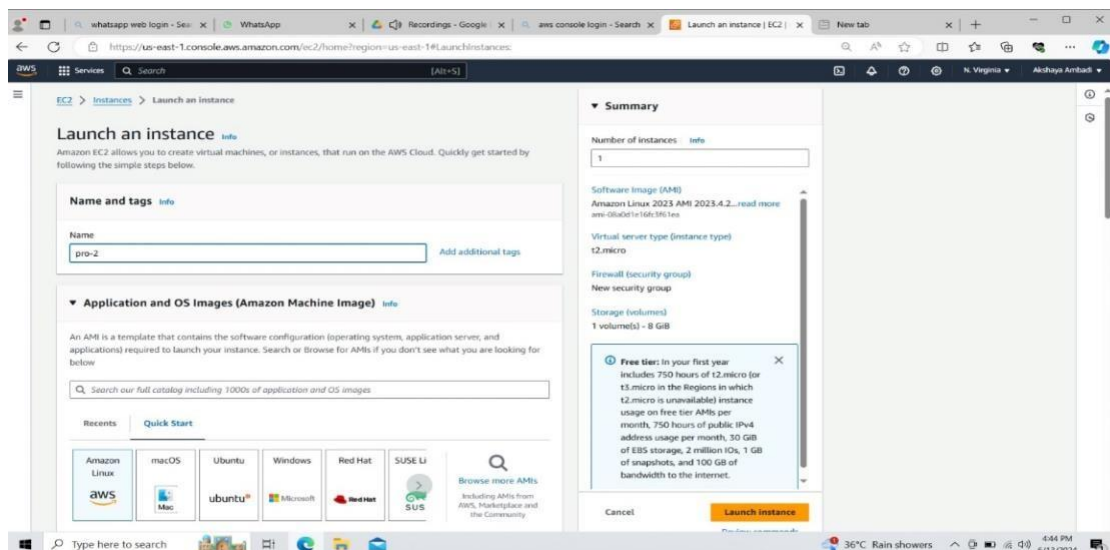 whatsapp web login - Sea
WhatsApp
Recordings - Google
aws console login - Search
Launch an instance | EC2 |
New tab
https://us-east-1.console.aws.amazon.com/ec2/home?region=us-east-1#LaunchInstances:
aws
Services
Search
[Alt+S]
N. Virginia
Akshaya Ambadi
EC2 > Instances > Launch an instance
Launch an instance Info
Amazon EC2 allows you to create virtual machines, or instances, that run on the AWS Cloud. Quickly get started by
following the simple steps below.
Name and tags Info
Name
pro-2
Add additional tags
Application and OS Images (Amazon Machine Image) Info
An AMI is a template that contains the software configuration (operating system, application server, and
applications) required to launch your instance. Search or Browse for AMIs if you don't see what you are looking for
below
Search our full catalog including 1000s of application and OS images
Recents
Quick Start
Amazon
Linux
aws
macOS
Mac
Ubuntu
ubuntu
Windows
Microsoft
Red Hat
Red Hat
SUSE Li
SUS
Browse more AMIs
Including AMIs from
AWS, Marketplace and
the Community
Summary
Number of instances Info
1
Software Image (AMI)
Amazon Linux 2023 AMI 2023.4.2...read more
Virtual server type (instance type)
t2.micro
Firewall (security group)
New security group
Storage (volumes)
1 volume(s) - 8 GiB
Free tier: In your first year
includes 750 hours of t2.micro (or
t3.micro in the Regions in which
t2.micro is unavailable) instance
usage on free tier AMIs per
month, 750 hours of public IPv4
address usage per month, 30 GiB
of EBS storage, 2 million IOs, 1 GB
of snapshots, and 100 GB of
bandwidth to the internet.
Cancel
Launch instance
Type here to search
36°C Rain showers
4:44 PM